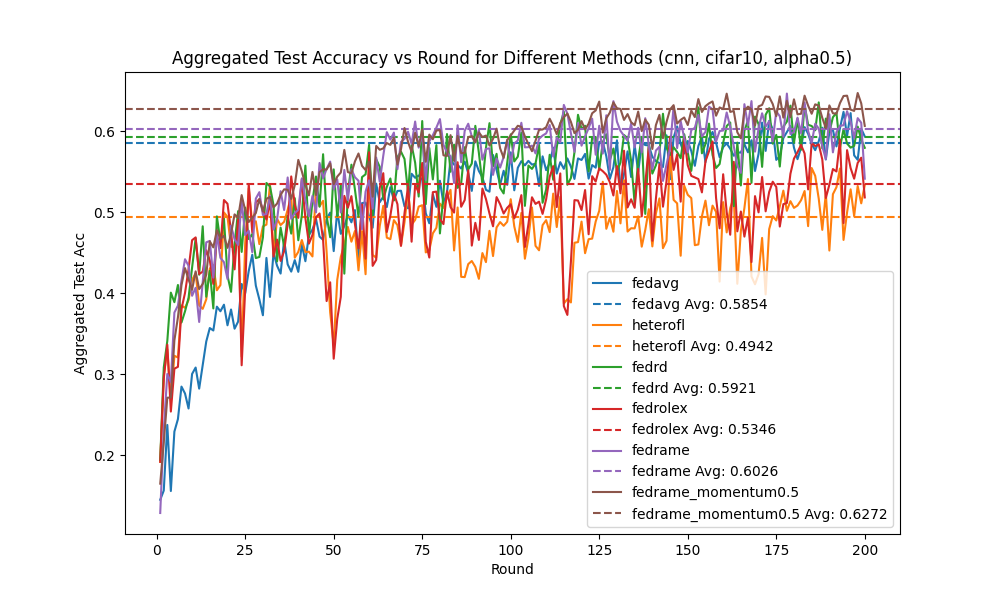 Aggregated Test Accuracy vs Round for Different Methods (cnn, cifar10, alpha0.5)
Aggregated Test Acc
0.6
0.5
0.4
0.3
0.2
fedavg
fedavg Avg: 0.5854
heterofl
heterofl Avg: 0.4942
fedrd
fedrd Avg: 0.5921
fedrolex
fedrolex Avg: 0.5346
fedrame
fedrame Avg: 0.6026
fedrame_momentum0.5
fedrame_momentum0.5 Avg: 0.6272
0 25 50 75 100 125 150 175 200
Round